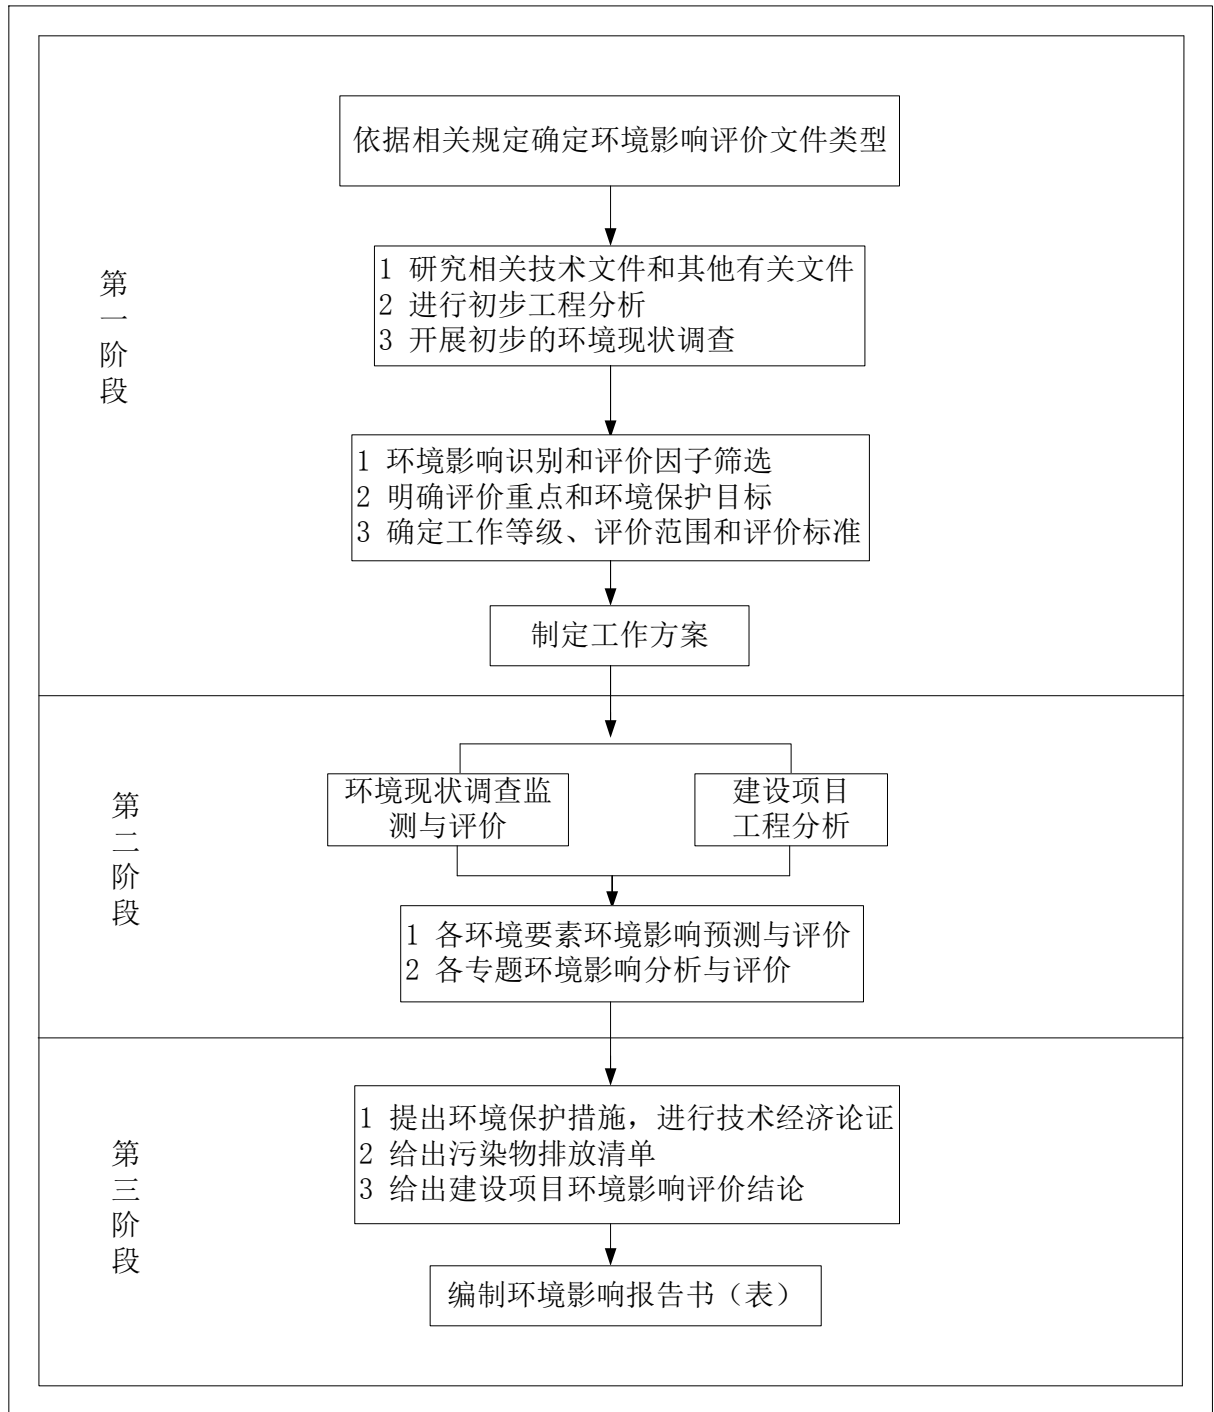 依据相关规定确定环境影响评价文件类型
第一阶段
1 研究相关技术文件和其他有关文件
2 进行初步工程分析
3 开展初步的环境现状调查
1 环境影响识别和评价因子筛选
2 明确评价重点和环境保护目标
3 确定工作等级、评价范围和评价标准
制定工作方案
第二阶段
环境现状调查监
测与评价
建设项目
工程分析
1 各环境要素环境影响预测与评价
2 各专题环境影响分析与评价
第三阶段
1 提出环境保护措施，进行技术经济论证
2 给出污染物排放清单
3 给出建设项目环境影响评价结论
编制环境影响报告书（表）